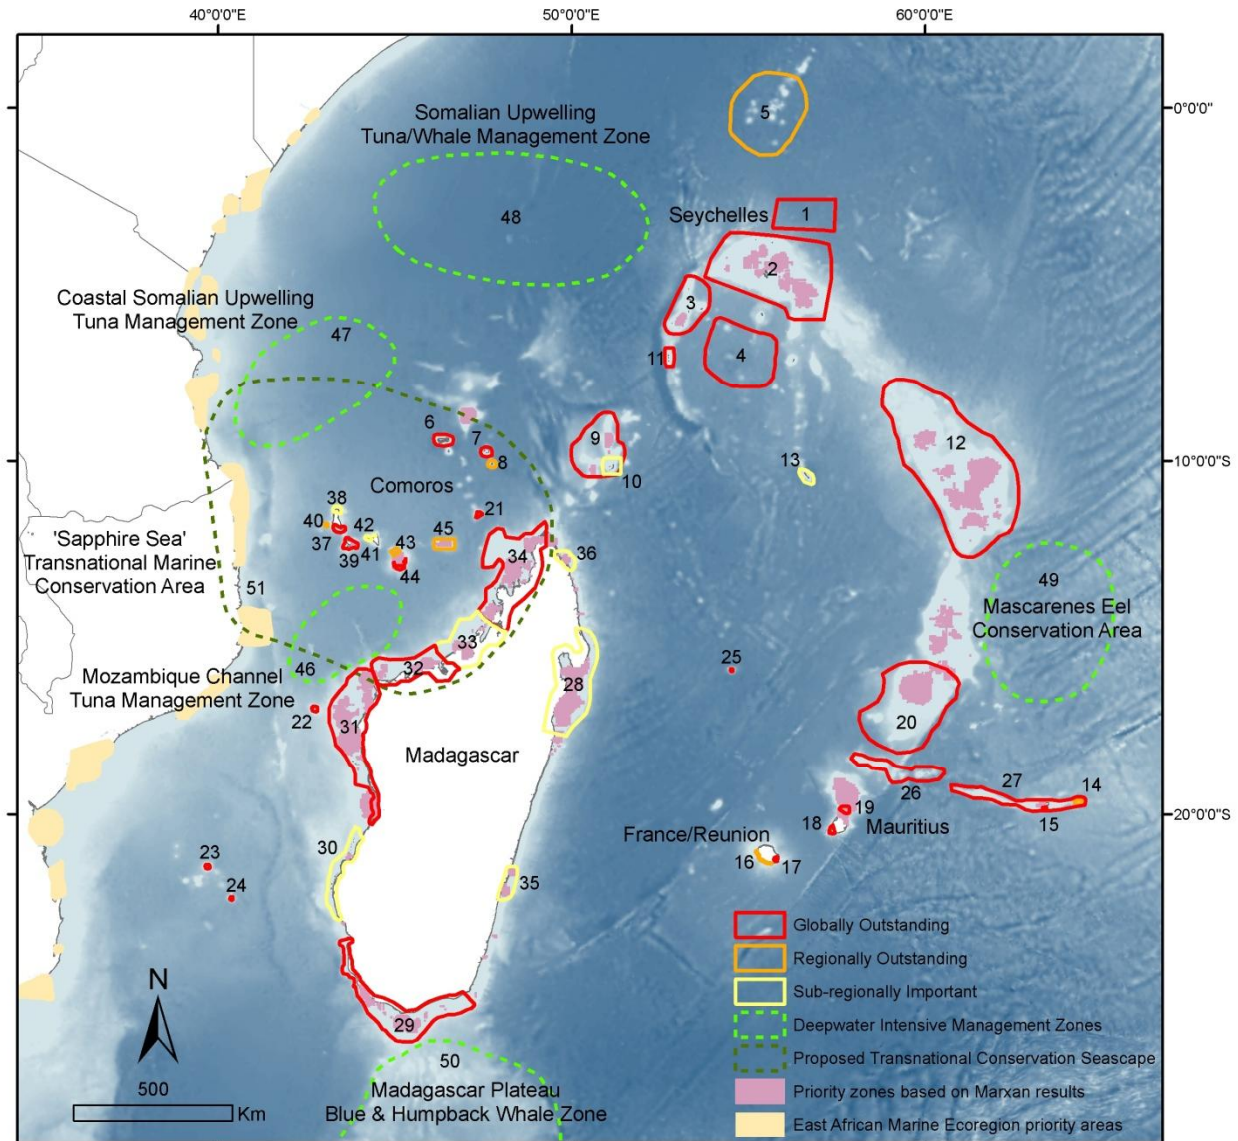 40°0'0"E
50°0'0"E
60°0'0"E
0°0'0"
10°0'0"S
20°0'0"S
Somalian Upwelling
Tuna/Whale Management Zone
48
5
Seychelles
1
2
3
4
11
Coastal Somalian Upwelling
Tuna Management Zone
47
6
7
8
9
10
12
13
Comoros
38
40
37
42
41
39
43
44
45
21
34
36
'Sapphire Sea'
Transnational Marine
Conservation Area
51
49
Mascarenes Eel
Conservation Area
46
Mozambique Channel
Tuna Management Zone
33
32
31
22
28
25
20
Madagascar
26
27
14
15
19
18
Mauritius
France/Reunion
16
17
30
23
24
35
29
50
Madagascar Plateau
Blue & Humpback Whale Zone
N
500
Km
Globally Outstanding
Regionally Outstanding
Sub-regionally Important
Deepwater Intensive Management Zones
Proposed Transnational Conservation Seascape
Priority zones based on Marxan results
East African Marine Ecoregion priority areas